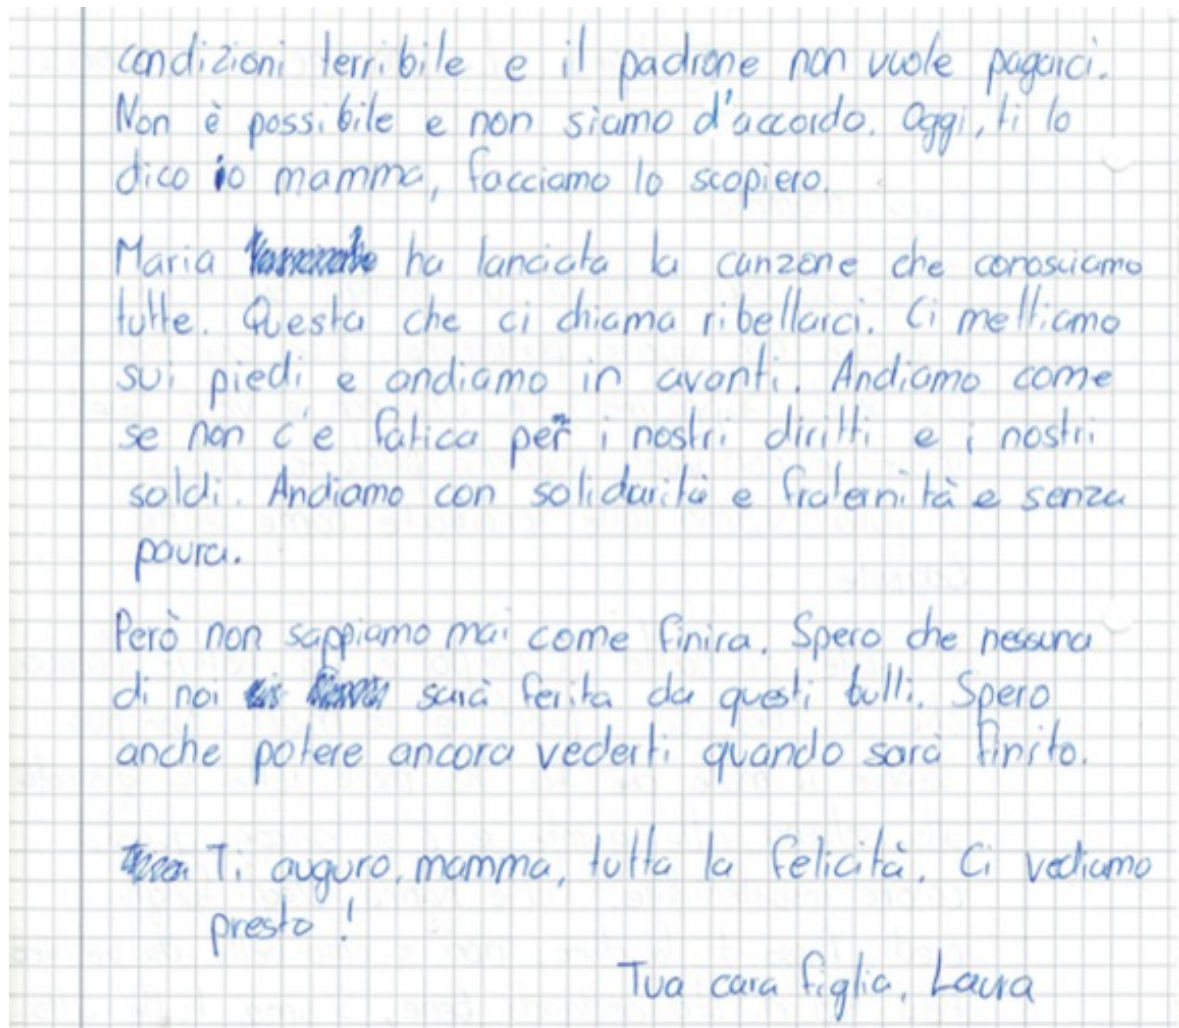 condizioni terribile e il padrone non vuole pagarci.
Non è possibile e non siamo d'accordo. Oggi, ti lo
dico io mamma, facciamo lo scopiero.
Maria ha lanciata la canzone che conosciamo
tutte. Questa che ci chiama ribellarci. Ci mettiamo
sui piedi e andiamo in avanti. Andiamo come
se non c'e fatica per i nostri diritti e i nostri
soldi. Andiamo con solidarità e fraternità e senza
paura.
Però non sappiamo mai come finira. Spero che nessuna
di noi sarà ferita da questi bulli. Spero
anche potere ancora vederti quando sarà finito.
Ti auguro, mamma, tutta la felicità. Ci vediamo
presto !
Tua cara figlia, Laura